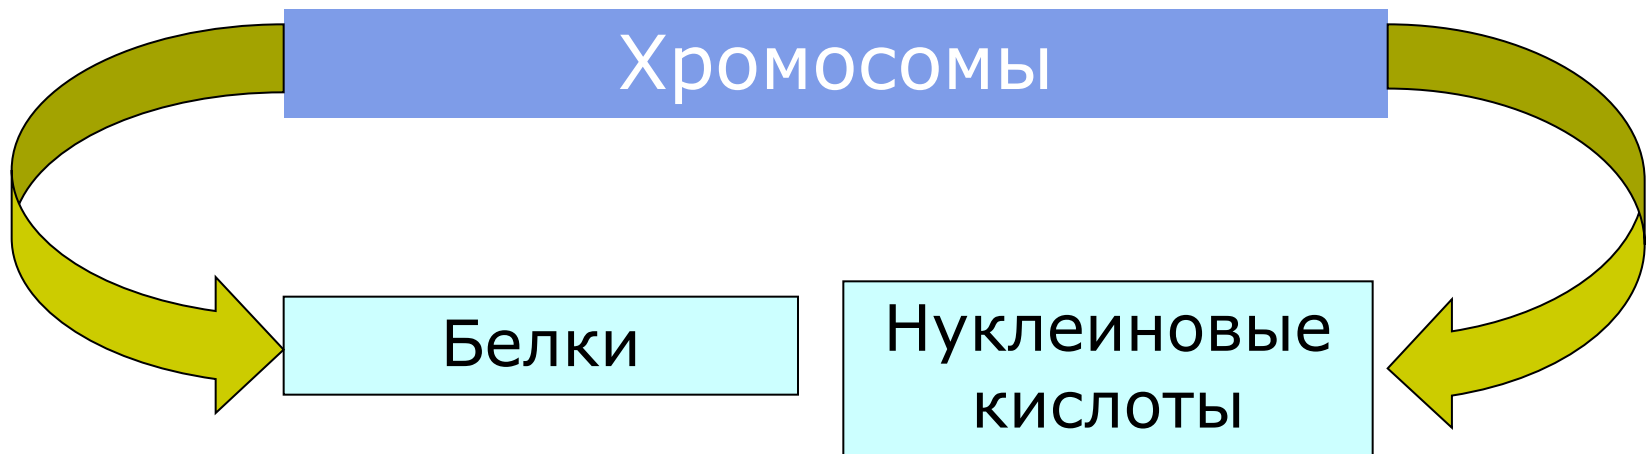 Хромосомы
Белки
Нуклеиновые
кислоты